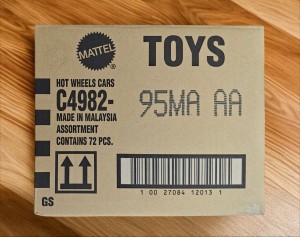 MATTEL
®
TOYS
HOT WHEELS CARS
C4982- 95MA AA
MADE IN MALAYSIA
ASSORTMENT
CONTAINS 72 PCS.
1 00 27084 12013 1
GS